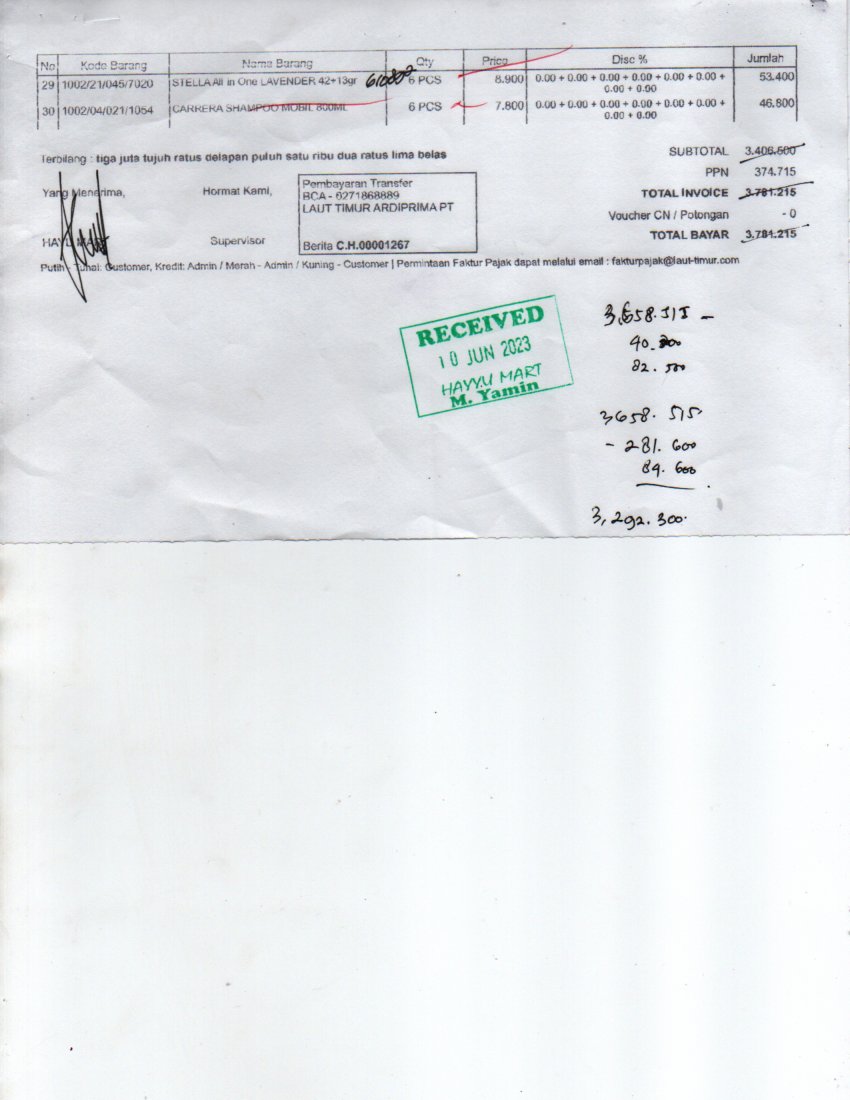 No Kode Barang Nama Barang Qty Price Disc % Jumlah
29 1002/21/045/7020 STELLA All in One LAVENDER 42+13gr 6 PCS 8.900 0.00 + 0.00 + 0.00 + 0.00 + 0.00 + 0.00 + 53.400
0.00 + 0.00
30 1002/04/021/1054 CARRERA SHAMPOO MOBIL 800ML 6 PCS 7.800 0.00 + 0.00 + 0.00 + 0.00 + 0.00 + 0.00 + 46.800
0.00 + 0.00
Terbilang : tiga juta tujuh ratus delapan puluh satu ribu dua ratus lima belas
SUBTOTAL 3.406.500
PPN 374.715
TOTAL INVOICE 3.781.215
Voucher CN / Potongan - 0
TOTAL BAYAR 3.781.215
Yang Menerima,
Hormat Kami,
Supervisor
Pembayaran Transfer
BCA - 0271868889
LAUT TIMUR ARDIPRIMA PT
Berita C.H.00001267
Putih - Tunai: Customer, Kredit: Admin / Merah - Admin / Kuning - Customer | Permintaan Faktur Pajak dapat melalui email : fakturpajak@laut-timur.com
RECEIVED
10 JUN 2023
HAYYU MART
M. Yamin
3,658.515 -
82.500
3658.515
- 281.600
84.600
3,292.300.